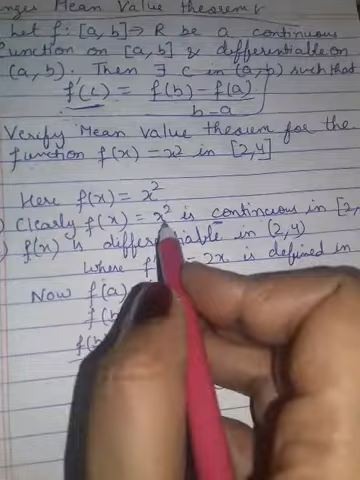 Mean Value theorem
Let f: [a, b] → R be a continuous
function on [a, b] & differentiable on
(a, b). Then ∃ c in (a, b) such that
f'(c) = f(b) - f(a)
b - a
Verify Mean Value theorem for the
function f(x) = x² in [2, 4]
Here f(x) = x²
) Clearly f(x) = x² is continuous in [2,
) f(x) is differentiable in (2, 4)
Where = 2x is defined in
Now f(a)